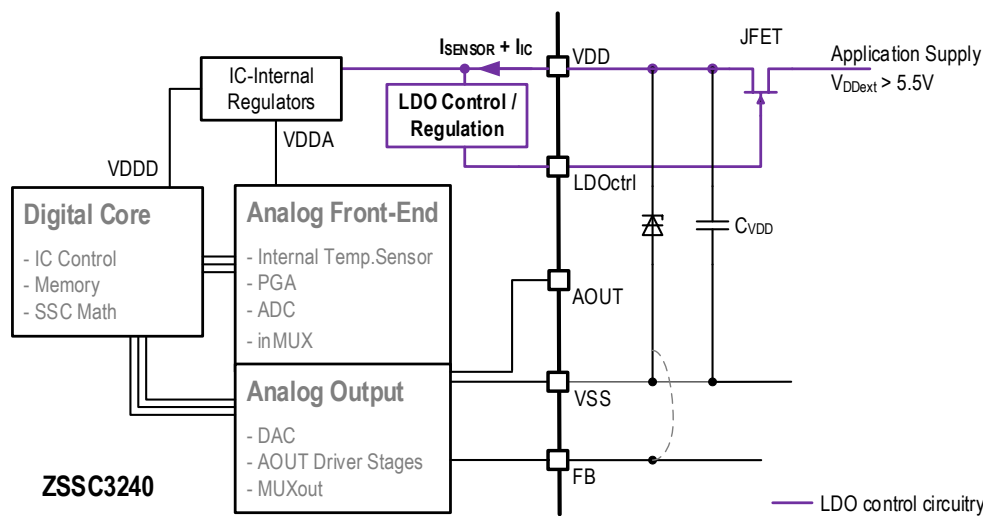 ISENSOR + IIC
VDD
JFET
Application Supply
VDDext > 5.5V
IC-Internal
Regulators
LDO Control /
Regulation
VDDA
VDDD
LDOctrl
Digital Core
- IC Control
- Memory
- SSC Math
Analog Front-End
- Internal Temp.Sensor
- PGA
- ADC
- inMUX
CVDD
AOUT
Analog Output
- DAC
- AOUT Driver Stages
- MUXout
VSS
FB
ZSSC3240
LDO control circuitry